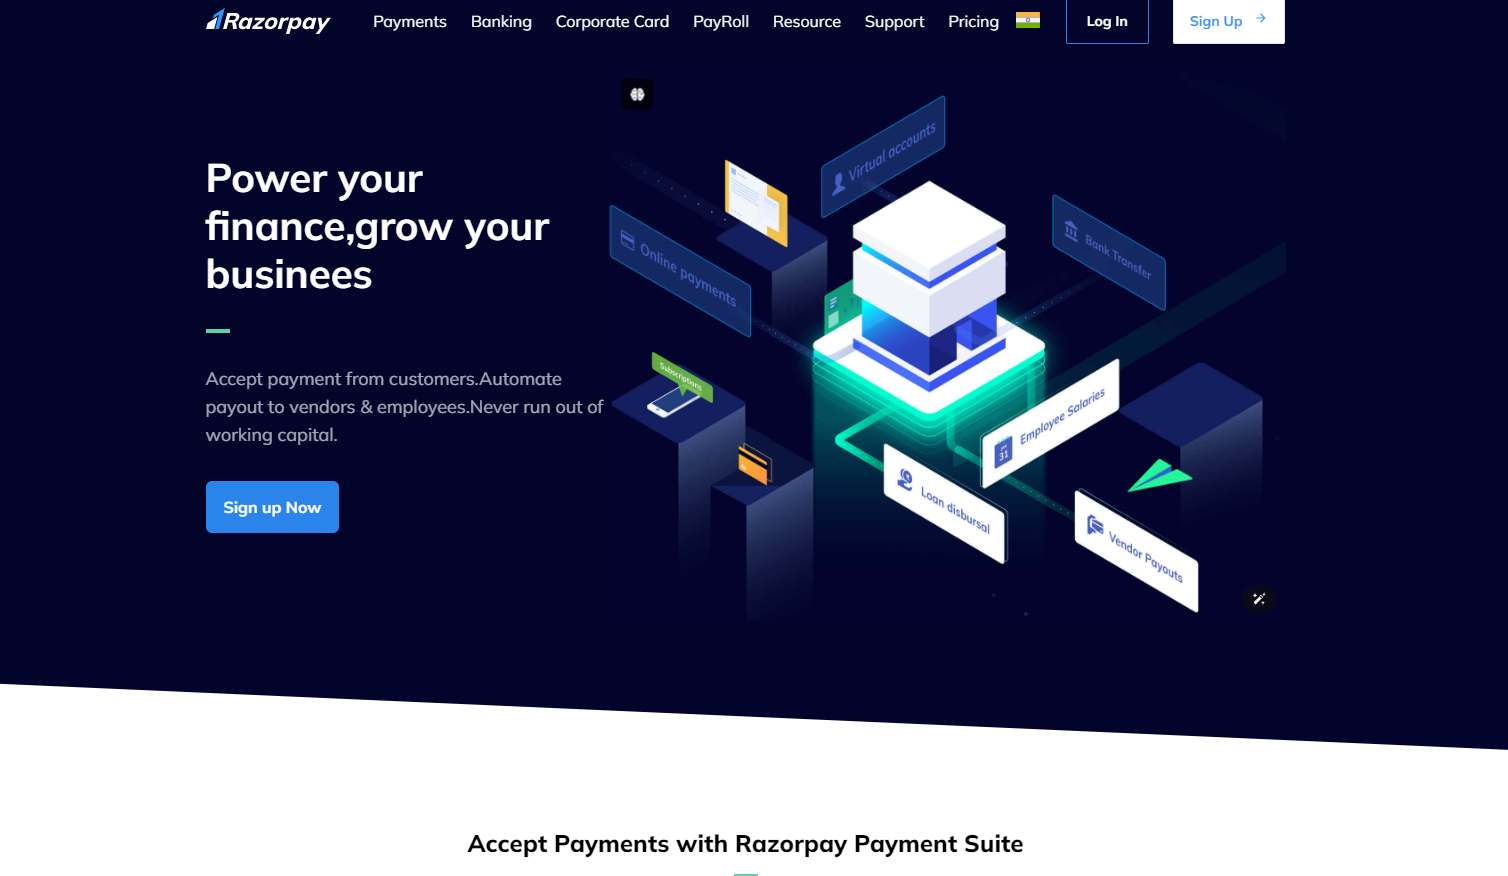 Razorpay
Payments Banking Corporate Card PayRoll Resource Support Pricing Log In Sign Up
Power your
finance,grow your
businees
Accept payment from customers.Automate
payout to vendors & employees.Never run out of
working capital.
Sign up Now
Virtual accounts
Bank Transfer
Online payments
Subscriptions
Employee Salaries
31
Loan disbursal
Vendor Payouts
Accept Payments with Razorpay Payment Suite